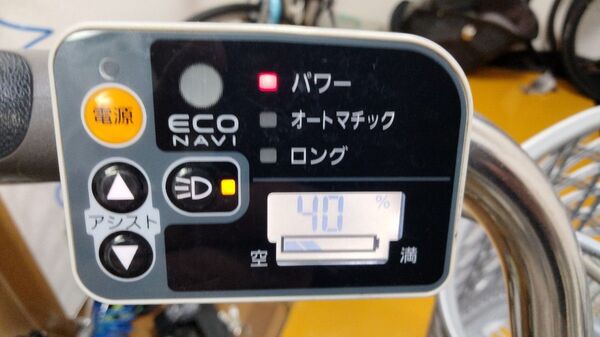 電源
ECO
NAVI
パワー
オートマチック
ロング
アシスト
40 %
空
満